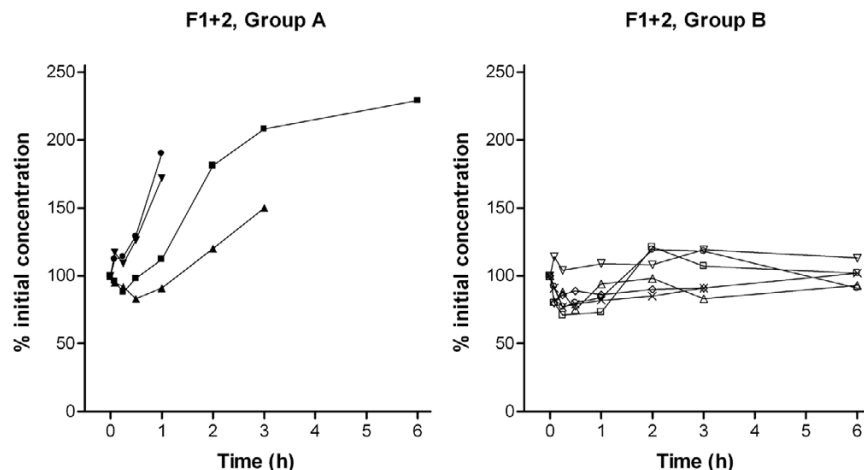 F1+2, Group A
F1+2, Group B
% initial concentration
250
200
150
100
50
0
0 1 2 3 4 5 6
Time (h)
% initial concentration
250
200
150
100
50
0
0 1 2 3 4 5 6
Time (h)